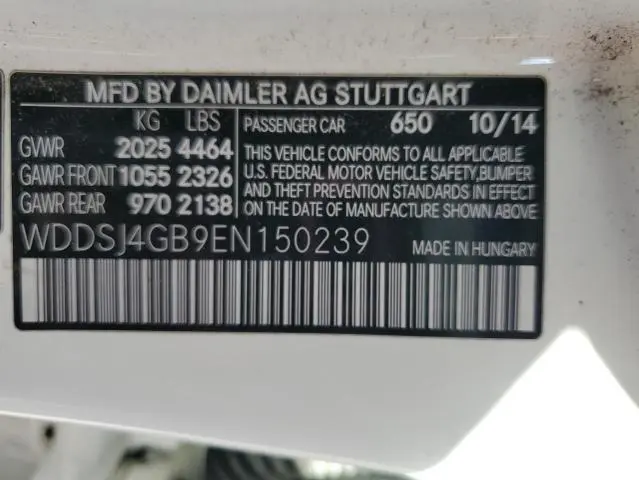 MFD BY DAIMLER AG STUTTGART
KG LBS PASSENGER CAR 650 10/14
GVWR 2025 4464 THIS VEHICLE CONFORMS TO ALL APPLICABLE
GAWR FRONT 1055 2326 U.S. FEDERAL MOTOR VEHICLE SAFETY, BUMPER
GAWR REAR 970 2138 AND THEFT PREVENTION STANDARDS IN EFFECT
ON THE DATE OF MANUFACTURE SHOWN ABOVE
WDDSJ4GB9EN150239 MADE IN HUNGARY